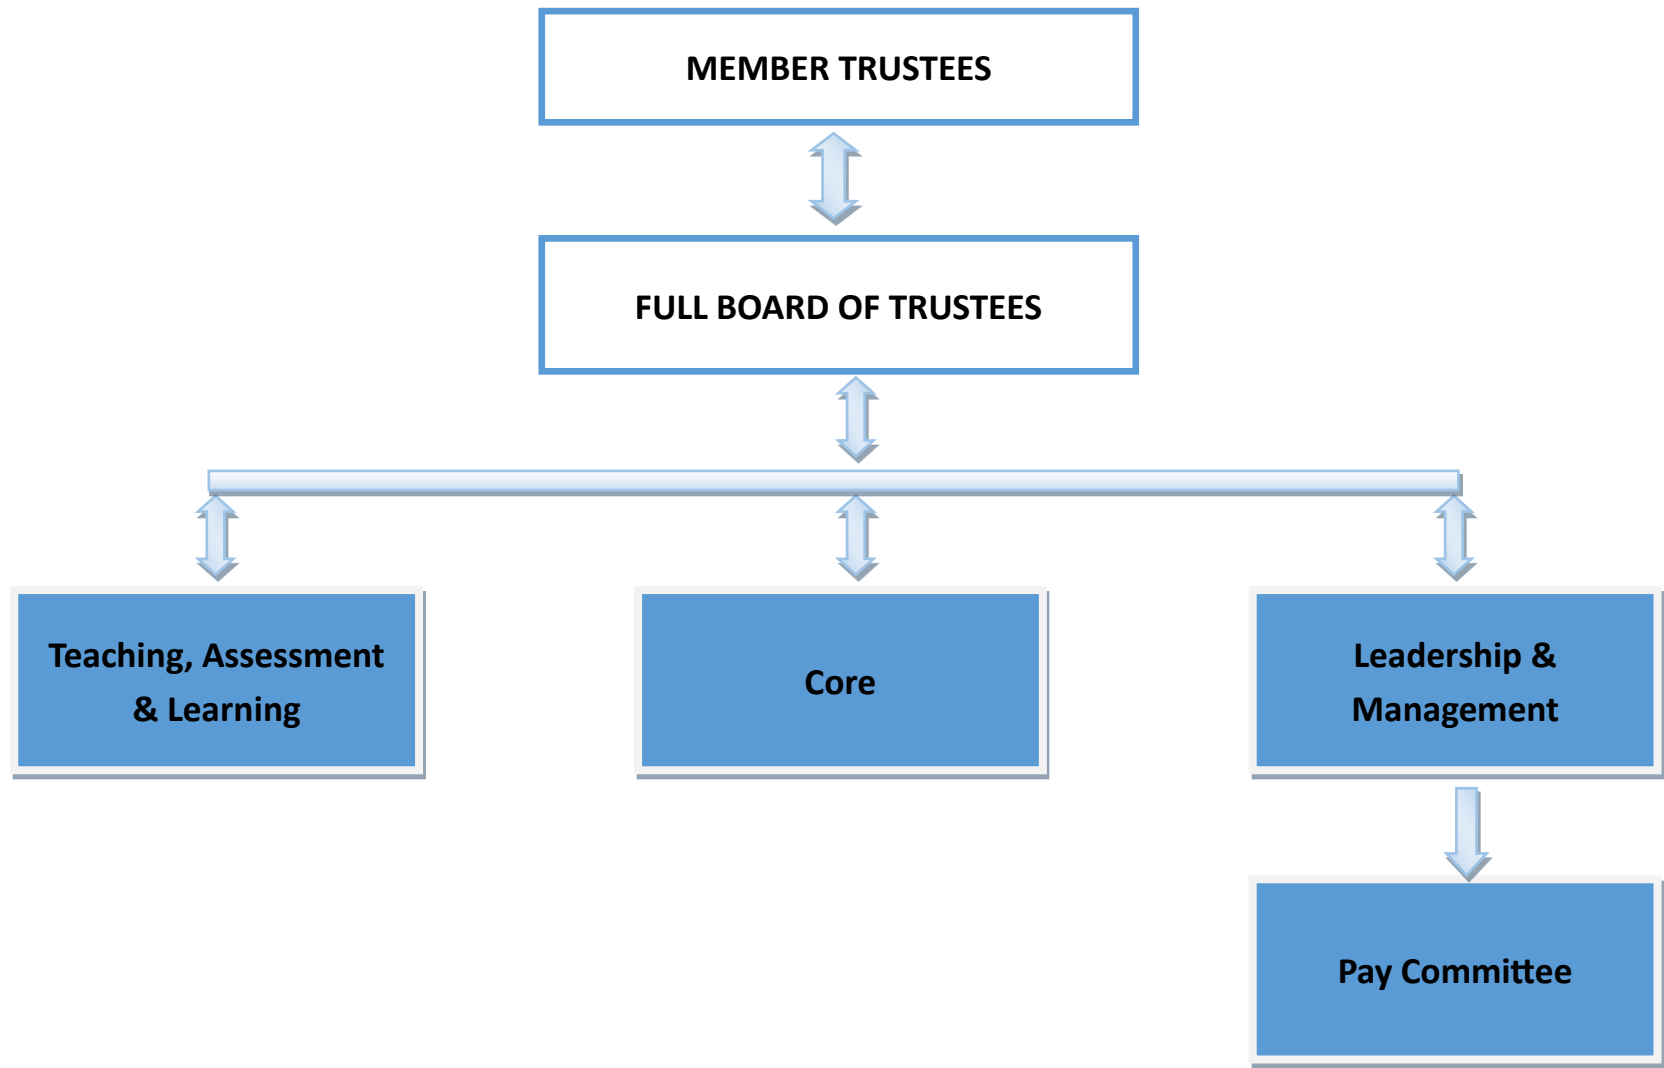 MEMBER TRUSTEES
FULL BOARD OF TRUSTEES
Teaching, Assessment
& Learning
Core
Leadership &
Management
Pay Committee